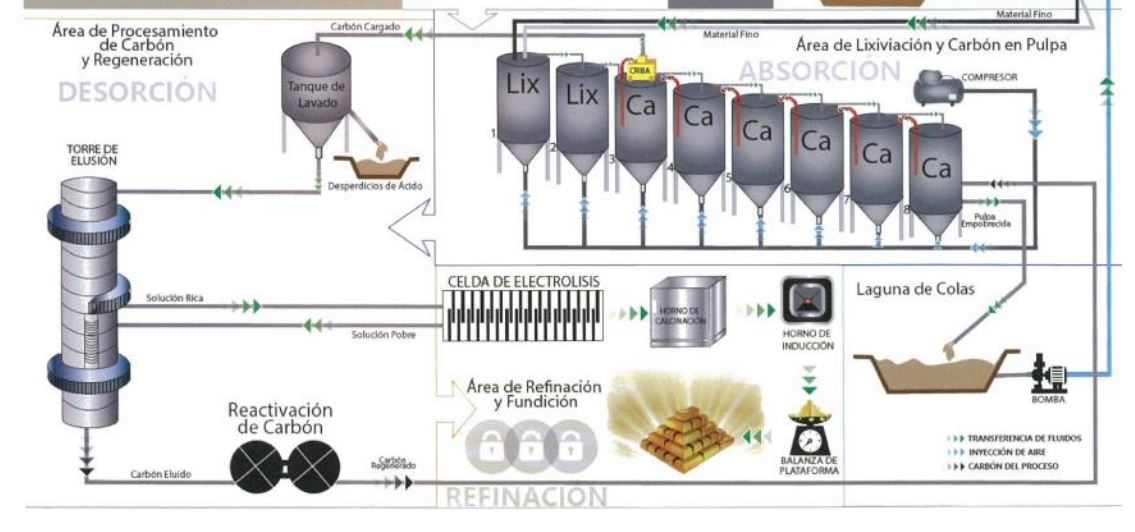 Área de Procesamiento
de Carbón
y Regeneración
DESORCIÓN
Carbón Cargado
Tanque de
Lavado
Desperdicios de Ácido
TORRE DE
ELUSIÓN
Solución Rica
Solución Pobre
Reactivación
de Carbón
Carbón Eluído
Carbón
Regenerado
Material Fino
Material Fino
Área de Lixiviación y Carbón en Pulpa
ABSORCIÓN
COMPRESOR
CRIBA
Lix
Lix
Ca
Ca
Ca
Ca
Ca
Ca
1
2
3
4
5
6
7
8
Pulpa
Empobrecida
CELDA DE ELECTROLISIS
HORNO DE
CALCINACIÓN
HORNO DE
INDUCCIÓN
Área de Refinación
y Fundición
BALANZA DE
PLATAFORMA
REFINACIÓN
Laguna de Colas
BOMBA
TRANSFERENCIA DE FLUIDOS
INYECCIÓN DE AIRE
CARBÓN DEL PROCESO